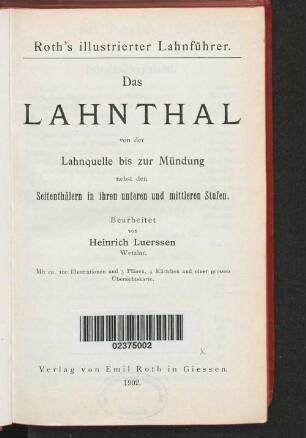 Roth's illustrierter Lahnführer.
Das
LAHNTHAL
von der
Lahnquelle bis zur Mündung
nebst den
Seitenthälern in ihren unteren und mittleren Stufen.
Bearbeitet
von
Heinrich Luerssen
Wetzlar.
Mit ca. 100 Illustrationen und 3 Plänen, 4 Kärtchen und einer grossen
Übersichtskarte.
02375002
Verlag von Emil Roth in Giessen.
1902.